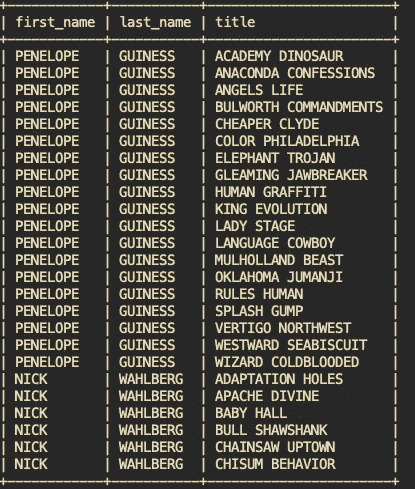 first_name | last_name | title
PENELOPE | GUINESS | ACADEMY DINOSAUR
PENELOPE | GUINESS | ANACONDA CONFESSIONS
PENELOPE | GUINESS | ANGELS LIFE
PENELOPE | GUINESS | BULWORTH COMMANDMENTS
PENELOPE | GUINESS | CHEAPER CLYDE
PENELOPE | GUINESS | COLOR PHILADELPHIA
PENELOPE | GUINESS | ELEPHANT TROJAN
PENELOPE | GUINESS | GLEAMING JAWBREAKER
PENELOPE | GUINESS | HUMAN GRAFFITI
PENELOPE | GUINESS | KING EVOLUTION
PENELOPE | GUINESS | LADY STAGE
PENELOPE | GUINESS | LANGUAGE COWBOY
PENELOPE | GUINESS | MULHOLLAND BEAST
PENELOPE | GUINESS | OKLAHOMA JUMANJI
PENELOPE | GUINESS | RULES HUMAN
PENELOPE | GUINESS | SPLASH GUMP
PENELOPE | GUINESS | VERTIGO NORTHWEST
PENELOPE | GUINESS | WESTWARD SEABISCUIT
PENELOPE | GUINESS | WIZARD COLDBLOODED
NICK | WAHLBERG | ADAPTATION HOLES
NICK | WAHLBERG | APACHE DIVINE
NICK | WAHLBERG | BABY HALL
NICK | WAHLBERG | BULL SHAWSHANK
NICK | WAHLBERG | CHAINSAW UPTOWN
NICK | WAHLBERG | CHISUM BEHAVIOR